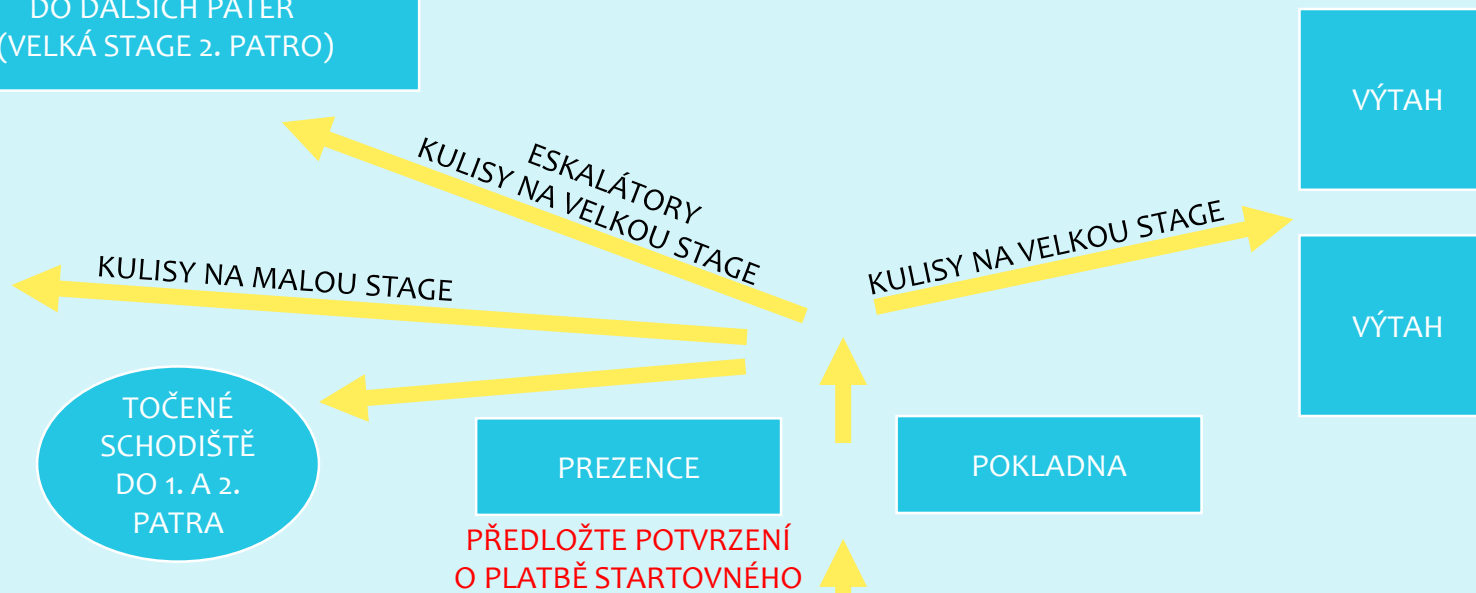 DO DALŠÍCH PATER
(VELKÁ STAGE 2. PATRO)
VÝTAH
ESKALÁTORY
KULISY NA VELKOU STAGE
KULISY NA VELKOU STAGE
KULISY NA MALOU STAGE
VÝTAH
TOČENÉ
SCHODIŠTĚ
DO 1. A 2.
PATRA
PREZENCE
POKLADNA
PŘEDLOŽTE POTVRZENÍ
O PLATBĚ STARTOVNÉHO